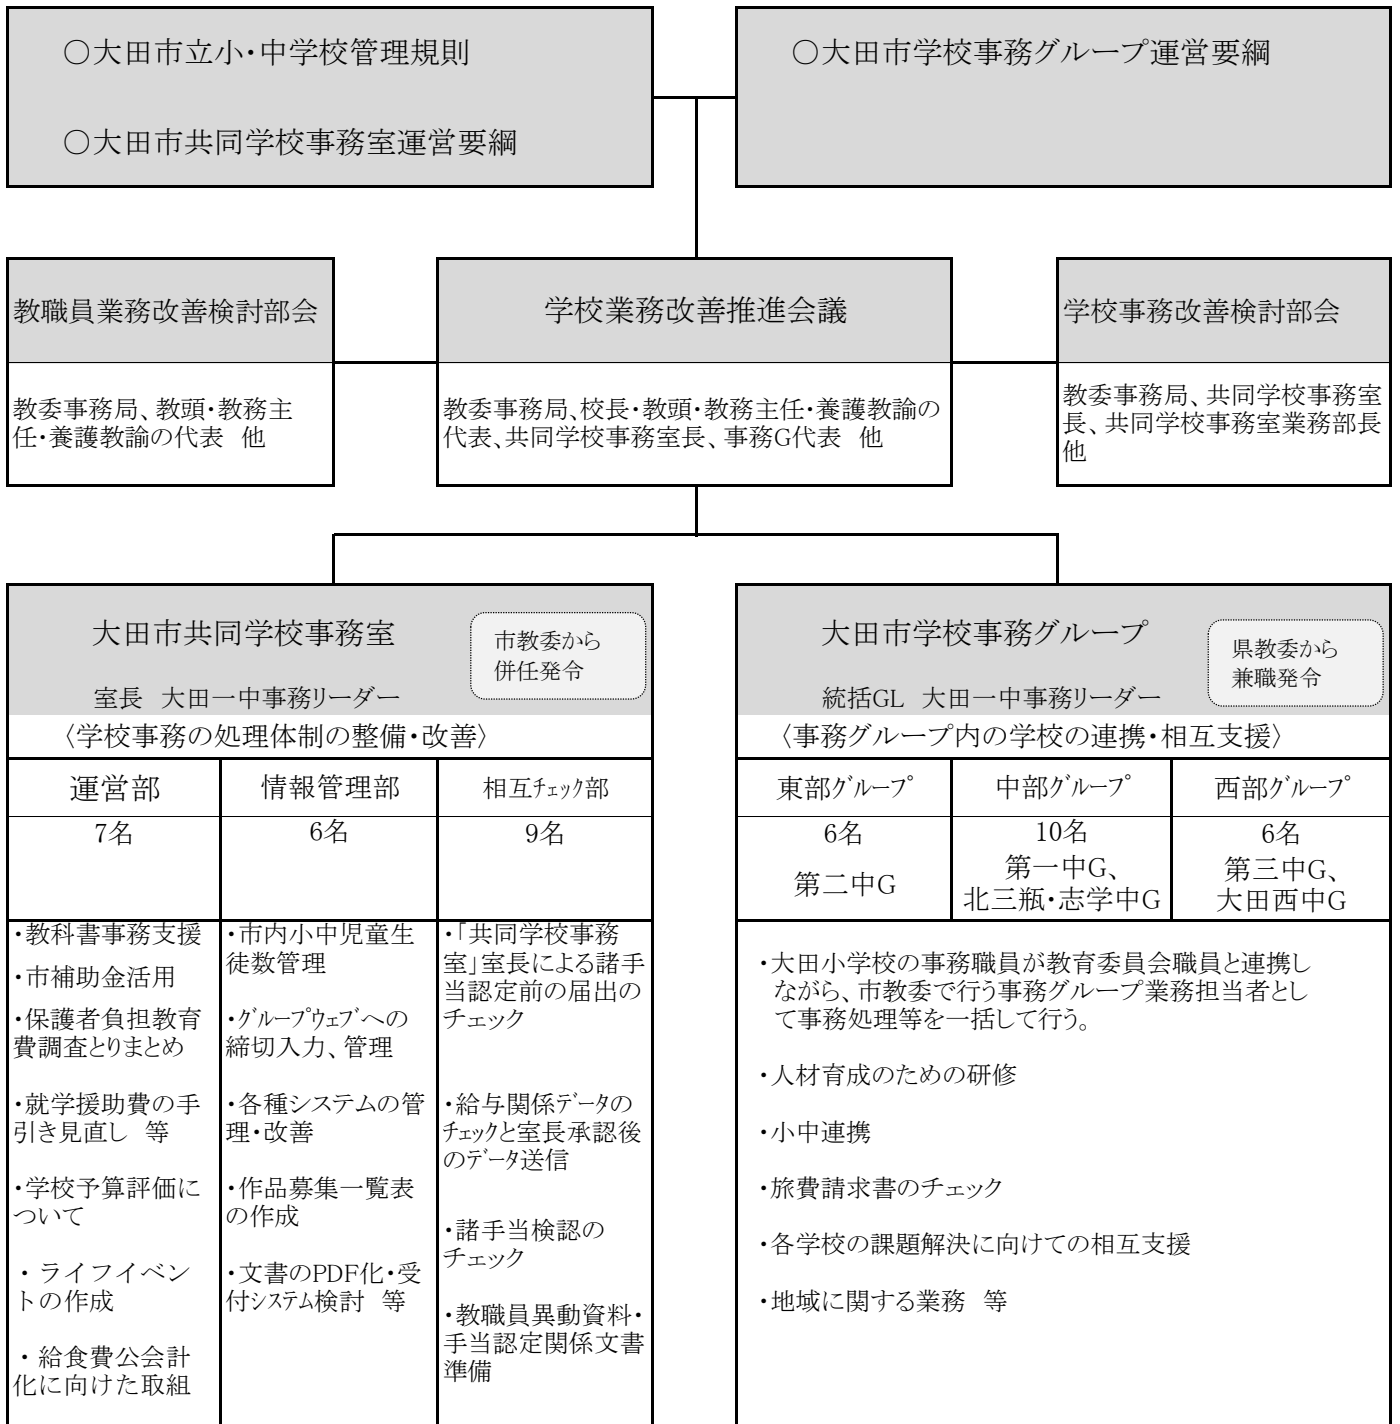 ○大田市立小・中学校管理規則
○大田市共同学校事務室運営要綱
○大田市学校事務グループ運営要綱
教職員業務改善検討部会
教委事務局、教頭・教務主
任・養護教諭の代表　他
学校業務改善推進会議
教委事務局、校長・教頭・教務主任・養護教諭の
代表、共同学校事務室長、事務G代表　他
学校事務改善検討部会
教委事務局、共同学校事務室
長、共同学校事務室業務部長
他
大田市共同学校事務室
市教委から
併任発令
室長　大田一中事務リーダー
〈学校事務の処理体制の整備・改善〉
運営部
7名
・教科書事務支援
・市補助金活用
・保護者負担教育
費調査とりまとめ
・就学援助費の手
引き見直し　等
・学校予算評価に
ついて
・ライフイベン
トの作成
・給食費公会計
化に向けた取組
情報管理部
6名
・市内小中児童生
徒数管理
・グループウェブへの
締切入力、管理
・各種システムの管
理・改善
・作品募集一覧表
の作成
・文書のPDF化・受
付システム検討　等
相互チェック部
9名
・「共同学校事務
室」室長による諸手
当認定前の届出の
チェック
・給与関係データの
チェックと室長承認後
のデータ送信
・諸手当検認の
チェック
・教職員異動資料・
手当認定関係文書
準備
大田市学校事務グループ
県教委から
兼職発令
統括GL　大田一中事務リーダー
〈事務グループ内の学校の連携・相互支援〉
東部グループ
6名
第二中G
中部グループ
10名
第一中G、
北三瓶・志学中G
西部グループ
6名
第三中G、
大田西中G
・大田小学校の事務職員が教育委員会職員と連携し
ながら、市教委で行う事務グループ業務担当者とし
て事務処理等を一括して行う。
・人材育成のための研修
・小中連携
・旅費請求書のチェック
・各学校の課題解決に向けての相互支援
・地域に関する業務　等